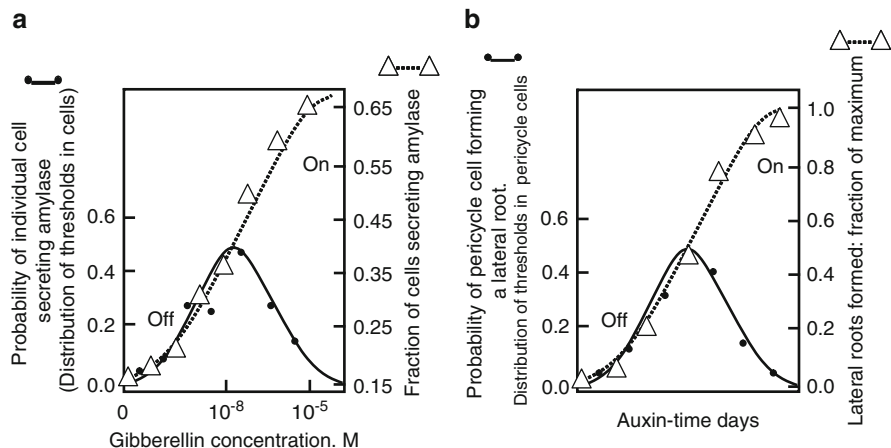 a
Probability of individual cell
secreting amylase
(Distribution of thresholds in cells)
0.6
0.4
0.2
0.0
Off
On
0.65
0.55
0.45
0.35
0.25
0.15
Fraction of cells secreting amylase
0
10⁻⁸
10⁻⁵
Gibberellin concentration, M
b
Probability of pericycle cell forming
a lateral root.
Distribution of thresholds in pericycle cells
0.6
0.4
0.2
0.0
Off
On
1.0
0.8
0.6
0.4
0.2
0.0
Lateral roots formed: fraction of maximum
Auxin-time days